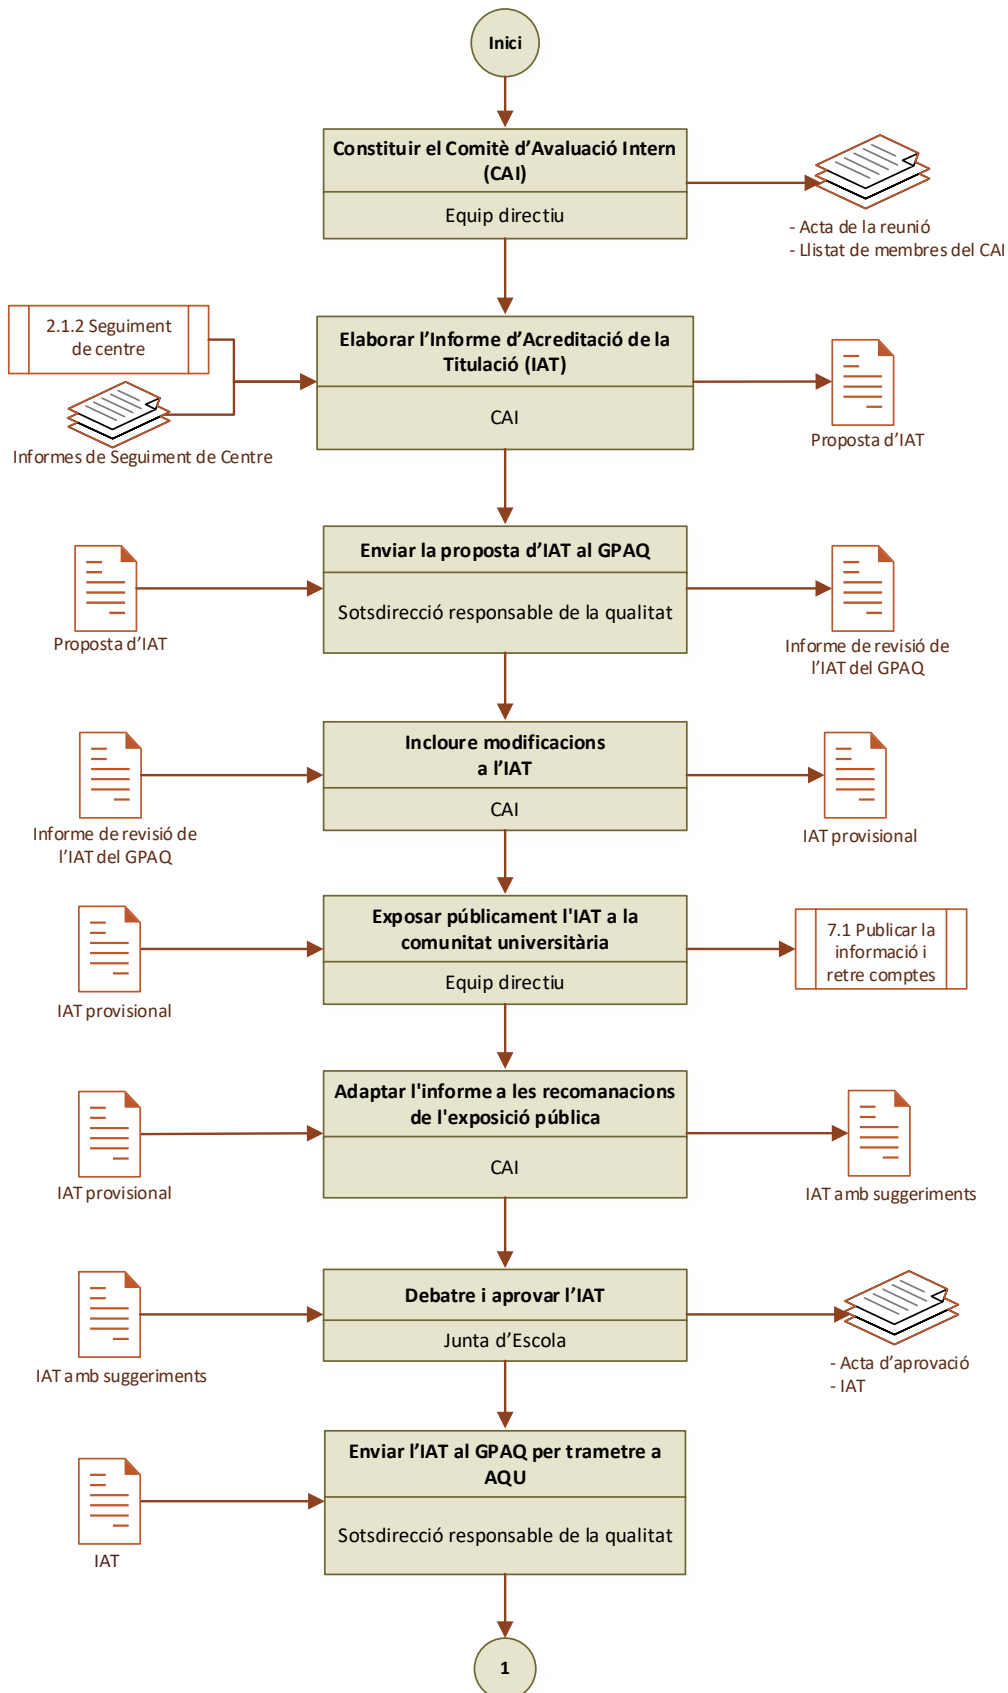 Inici
Constituir el Comitè d'Avaluació Intern
(CAI)
Equip directiu
- Acta de la reunió
- Llistat de membres del CAI
2.1.2 Seguiment
de centre
Informes de Seguiment de Centre
Elaborar l'Informe d'Acreditació de la
Titulació (IAT)
CAI
Proposta d'IAT
Proposta d'IAT
Enviar la proposta d'IAT al GPAQ
Sotsdirecció responsable de la qualitat
Informe de revisió de
l'IAT del GPAQ
Informe de revisió de
l'IAT del GPAQ
Incloure modificacions
a l'IAT
CAI
IAT provisional
IAT provisional
Exposar públicament l'IAT a la
comunitat universitària
Equip directiu
7.1 Publicar la
informació i
retre comptes
IAT provisional
Adaptar l'informe a les recomanacions
de l'exposició pública
CAI
IAT amb suggeriments
IAT amb suggeriments
Debatre i aprovar l'IAT
Junta d'Escola
- Acta d'aprovació
- IAT
IAT
Enviar l'IAT al GPAQ per trametre a
AQU
Sotsdirecció responsable de la qualitat
1